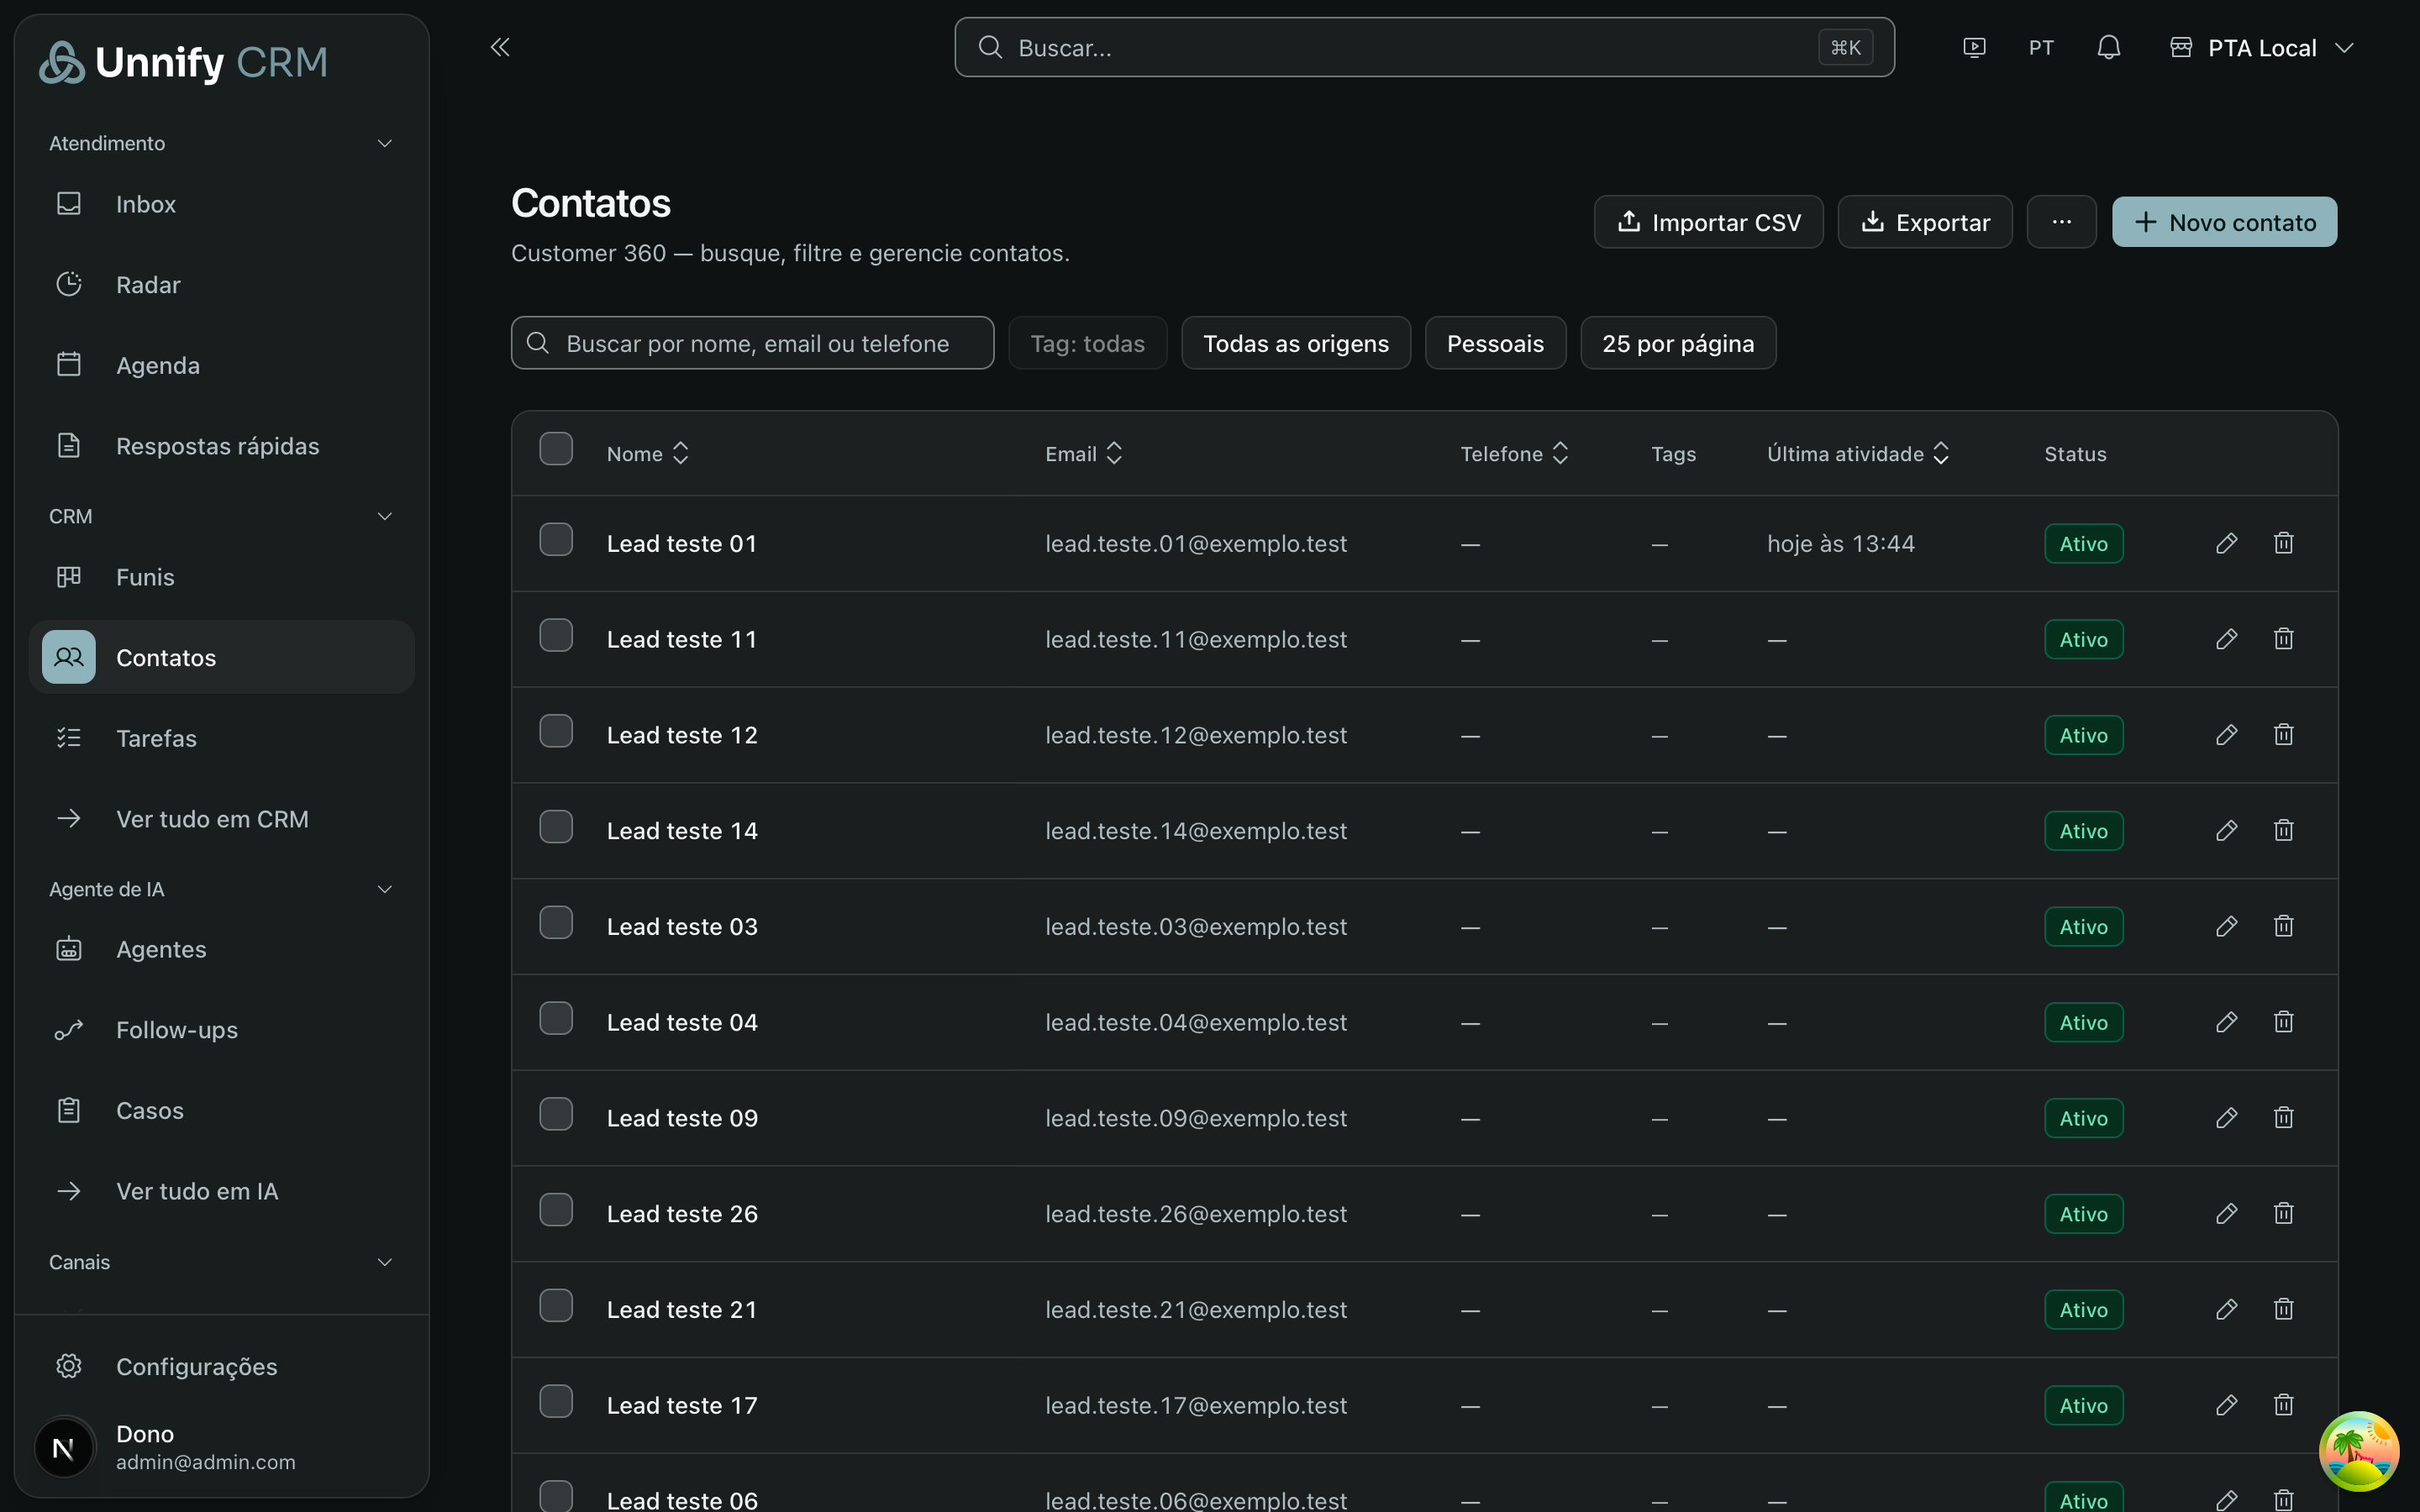 Unnify CRM
Atendimento
Inbox
Radar
Agenda
Respostas rápidas
CRM
Funis
Contatos
Tarefas
Ver tudo em CRM
Agente de IA
Agentes
Follow-ups
Casos
Ver tudo em IA
Canais
Configurações
N
Dono
admin@admin.com
Buscar... ⌘K
PT
PTA Local
Contatos
Customer 360 — busque, filtre e gerencie contatos.
Importar CSV
Exportar
...
+ Novo contato
Buscar por nome, email ou telefone
Tag: todas
Todas as origens
Pessoais
25 por página
Nome Email Telefone Tags Última atividade Status
Lead teste 01 lead.teste.01@exemplo.test — — hoje às 13:44 Ativo
Lead teste 11 lead.teste.11@exemplo.test — — — Ativo
Lead teste 12 lead.teste.12@exemplo.test — — — Ativo
Lead teste 14 lead.teste.14@exemplo.test — — — Ativo
Lead teste 03 lead.teste.03@exemplo.test — — — Ativo
Lead teste 04 lead.teste.04@exemplo.test — — — Ativo
Lead teste 09 lead.teste.09@exemplo.test — — — Ativo
Lead teste 26 lead.teste.26@exemplo.test — — — Ativo
Lead teste 21 lead.teste.21@exemplo.test — — — Ativo
Lead teste 17 lead.teste.17@exemplo.test — — — Ativo
Lead teste 06 lead.teste.06@exemplo.test — — — Ativo